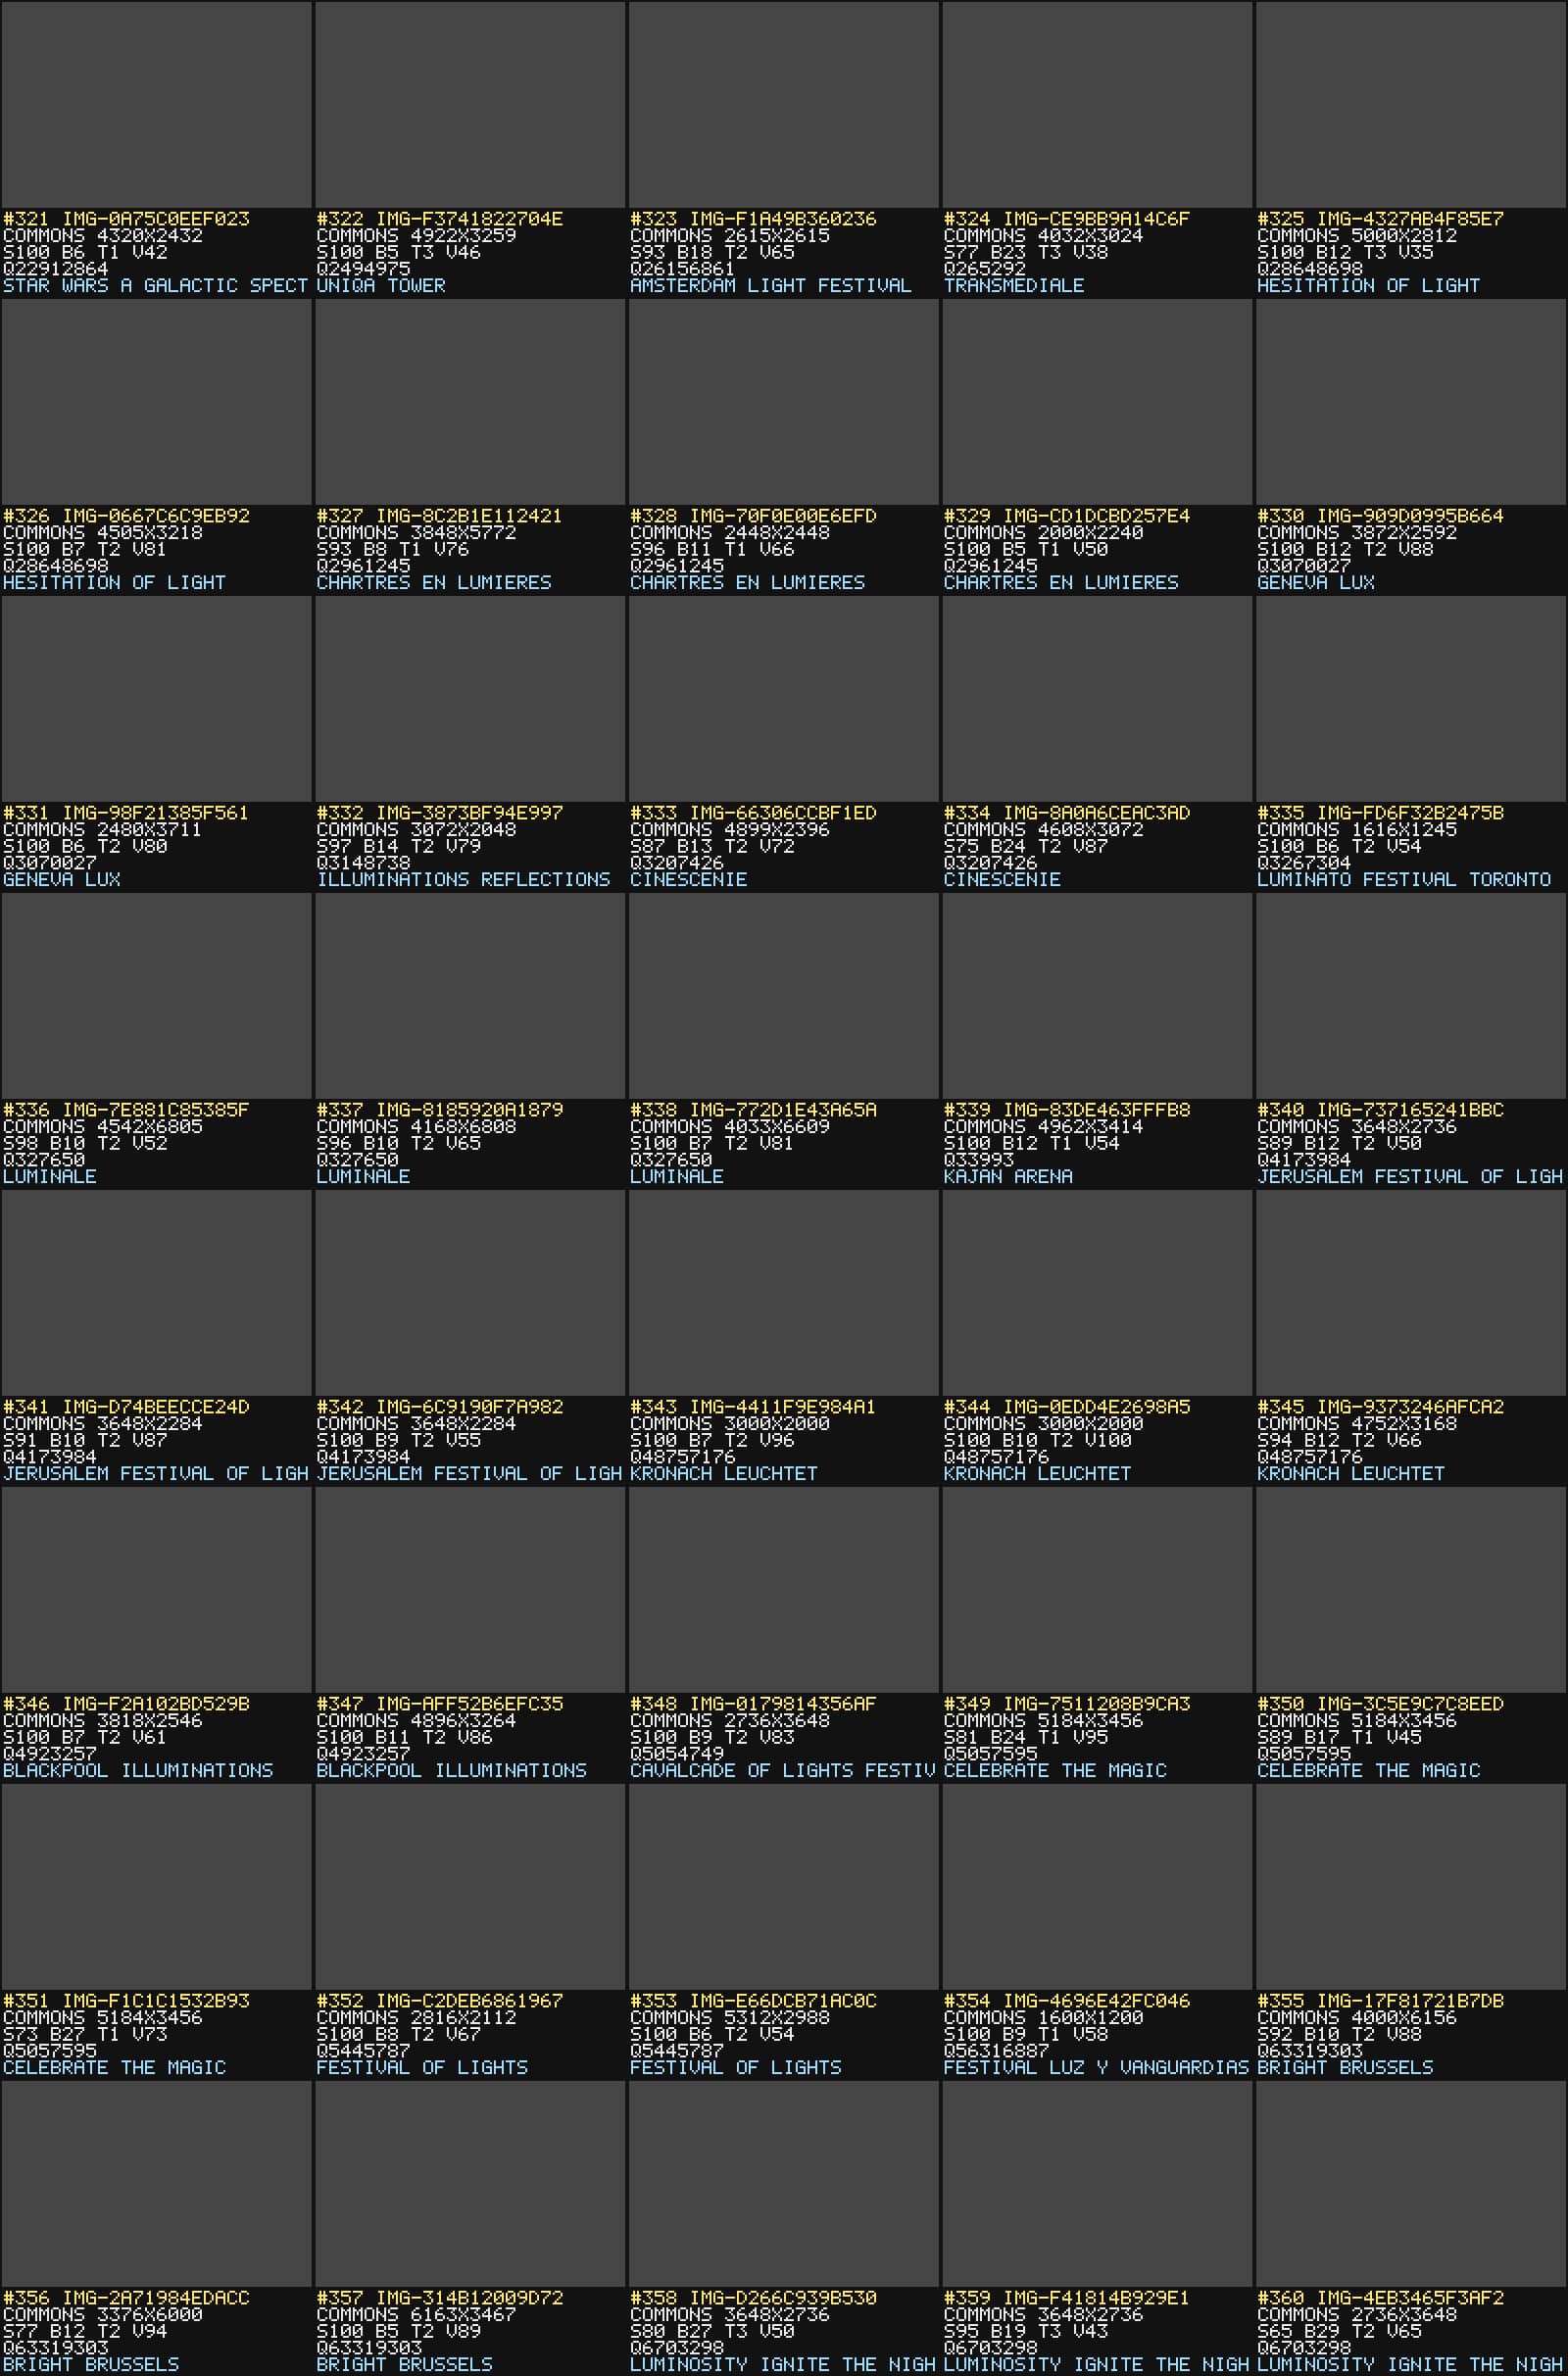 #321 IMG-0A75C0EEF023
COMMONS 4320X2432
S100 B6 T1 V42
Q22912864
STAR WARS A GALACTIC SPECT
#322 IMG-F3741822704E
COMMONS 4922X3259
S100 B5 T3 V46
Q2494975
UNIQA TOWER
#323 IMG-F1A49B360236
COMMONS 2615X2615
S93 B18 T2 V65
Q26156861
AMSTERDAM LIGHT FESTIVAL
#324 IMG-CE9BB9A14C6F
COMMONS 4032X3024
S77 B23 T3 V38
Q265292
TRANSMEDIALE
#325 IMG-4327AB4F85E7
COMMONS 5000X2812
S100 B12 T3 V35
Q28648698
HESITATION OF LIGHT
#326 IMG-0667C6C9EB92
COMMONS 4505X3218
S100 B7 T2 V81
Q28648698
HESITATION OF LIGHT
#327 IMG-8C2B1E112421
COMMONS 3848X5772
S93 B8 T1 V76
Q2961245
CHARTRES EN LUMIERES
#328 IMG-70F0E00E6EFD
COMMONS 2448X2448
S96 B11 T1 V66
Q2961245
CHARTRES EN LUMIERES
#329 IMG-CD1DCBD257E4
COMMONS 2000X2240
S100 B5 T1 V50
Q2961245
CHARTRES EN LUMIERES
#330 IMG-909D0995B664
COMMONS 3872X2592
S100 B12 T2 V88
Q3070027
GENEVA LUX
#331 IMG-98F21385F561
COMMONS 2480X3711
S100 B6 T2 V80
Q3070027
GENEVA LUX
#332 IMG-3873BF94E997
COMMONS 3072X2048
S97 B14 T2 V79
Q3148738
ILLUMINATIONS REFLECTIONS
#333 IMG-66306CCBF1ED
COMMONS 4899X2396
S87 B13 T2 V72
Q3207426
CINESCENIE
#334 IMG-8A0A6CEAC3AD
COMMONS 4608X3072
S75 B24 T2 V87
Q3207426
CINESCENIE
#335 IMG-FD6F32B2475B
COMMONS 1616X1245
S100 B6 T2 V54
Q3267304
LUMINATO FESTIVAL TORONTO
#336 IMG-7E881C85385F
COMMONS 4542X6805
S98 B10 T2 V52
Q327650
LUMINALE
#337 IMG-8185920A1879
COMMONS 4168X6808
S96 B10 T2 V65
Q327650
LUMINALE
#338 IMG-772D1E43A65A
COMMONS 4033X6609
S100 B7 T2 V81
Q327650
LUMINALE
#339 IMG-83DE463FFFB8
COMMONS 4962X3414
S100 B12 T1 V54
Q33993
KAJAN ARENA
#340 IMG-737165241BBC
COMMONS 3648X2736
S89 B12 T2 V50
Q4173984
JERUSALEM FESTIVAL OF LIGH
#341 IMG-D74BEECCE24D
COMMONS 3648X2284
S91 B10 T2 V87
Q4173984
JERUSALEM FESTIVAL OF LIGH
#342 IMG-6C9190F7A982
COMMONS 3648X2284
S100 B9 T2 V55
Q4173984
JERUSALEM FESTIVAL OF LIGH
#343 IMG-4411F9E984A1
COMMONS 3000X2000
S100 B7 T2 V96
Q48757176
KRONACH LEUCHTET
#344 IMG-0EDD4E2698A5
COMMONS 3000X2000
S100 B10 T2 V100
Q48757176
KRONACH LEUCHTET
#345 IMG-9373246AFCA2
COMMONS 4752X3168
S94 B12 T2 V66
Q48757176
KRONACH LEUCHTET
#346 IMG-F2A102BD529B
COMMONS 3818X2546
S100 B7 T2 V61
Q4923257
BLACKPOOL ILLUMINATIONS
#347 IMG-AFF52B6EFC35
COMMONS 4896X3264
S100 B11 T2 V86
Q4923257
BLACKPOOL ILLUMINATIONS
#348 IMG-0179814356AF
COMMONS 2736X3648
S100 B9 T2 V83
Q5054749
CAVALCADE OF LIGHTS FESTIV
#349 IMG-7511208B9CA3
COMMONS 5184X3456
S81 B24 T1 V95
Q5057595
CELEBRATE THE MAGIC
#350 IMG-3C5E9C7C8EED
COMMONS 5184X3456
S89 B17 T1 V45
Q5057595
CELEBRATE THE MAGIC
#351 IMG-F1C1C1532B93
COMMONS 5184X3456
S73 B27 T1 V73
Q5057595
CELEBRATE THE MAGIC
#352 IMG-C2DEB6861967
COMMONS 2816X2112
S100 B8 T2 V67
Q5445787
FESTIVAL OF LIGHTS
#353 IMG-E66DCB71AC0C
COMMONS 5312X2988
S100 B6 T2 V54
Q5445787
FESTIVAL OF LIGHTS
#354 IMG-4696E42FC046
COMMONS 1600X1200
S100 B9 T1 V58
Q56316887
FESTIVAL LUZ Y VANGUARDIAS
#355 IMG-17F81721B7DB
COMMONS 4000X6156
S92 B10 T2 V88
Q63319303
BRIGHT BRUSSELS
#356 IMG-2A71984EDACC
COMMONS 3376X6000
S77 B12 T2 V94
Q63319303
BRIGHT BRUSSELS
#357 IMG-314B12009D72
COMMONS 6163X3467
S100 B5 T2 V89
Q63319303
BRIGHT BRUSSELS
#358 IMG-D266C939B530
COMMONS 3648X2736
S80 B27 T3 V50
Q6703298
LUMINOSITY IGNITE THE NIGH
#359 IMG-F41814B929E1
COMMONS 3648X2736
S95 B19 T3 V43
Q6703298
LUMINOSITY IGNITE THE NIGH
#360 IMG-4EB3465F3AF2
COMMONS 2736X3648
S65 B29 T2 V65
Q6703298
LUMINOSITY IGNITE THE NIGH